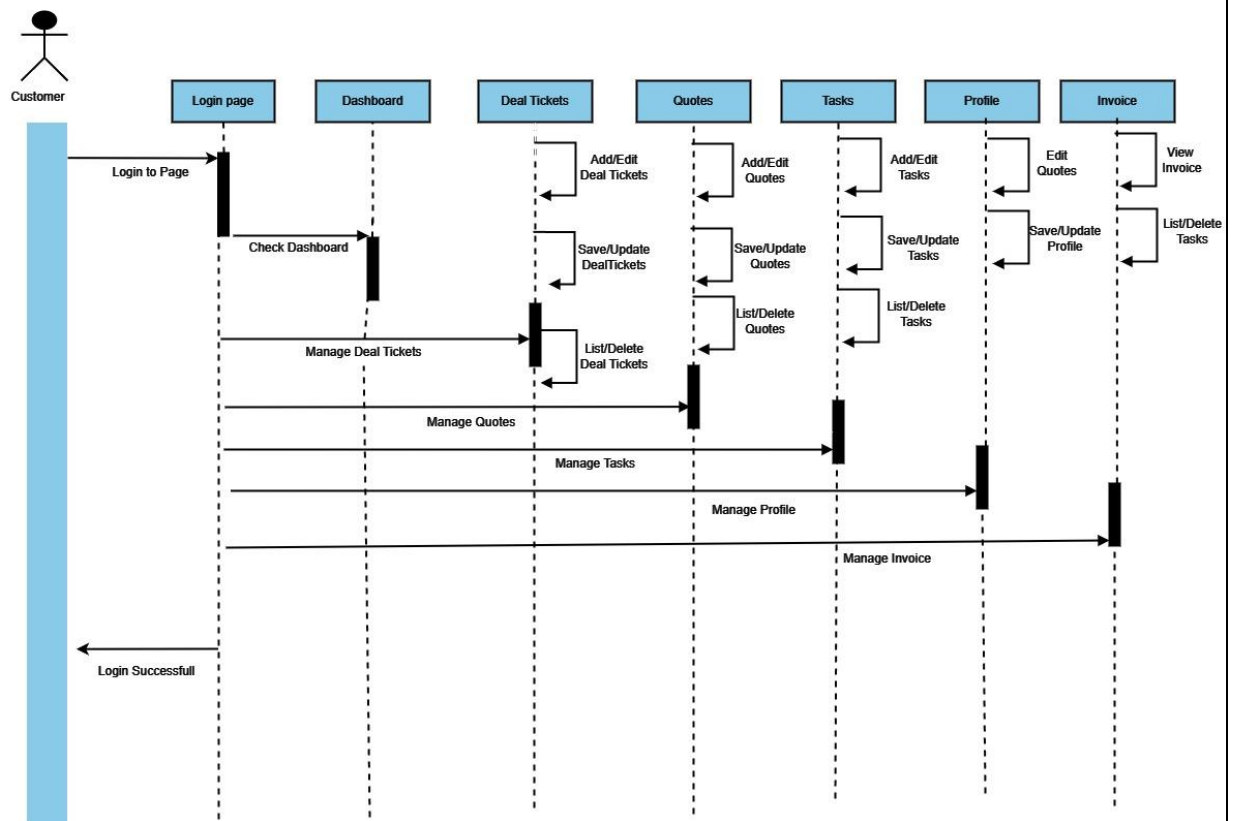 Customer
Login page
Dashboard
Deal Tickets
Quotes
Tasks
Profile
Invoice
Login to Page
Check Dashboard
Add/Edit
Deal Tickets
Save/Update
DealTickets
List/Delete
Deal Tickets
Add/Edit
Quotes
Save/Update
Quotes
List/Delete
Quotes
Add/Edit
Tasks
Save/Update
Tasks
List/Delete
Tasks
Edit
Quotes
Save/Update
Profile
View
Invoice
List/Delete
Tasks
Manage Deal Tickets
Manage Quotes
Manage Tasks
Manage Profile
Manage Invoice
Login Successfull